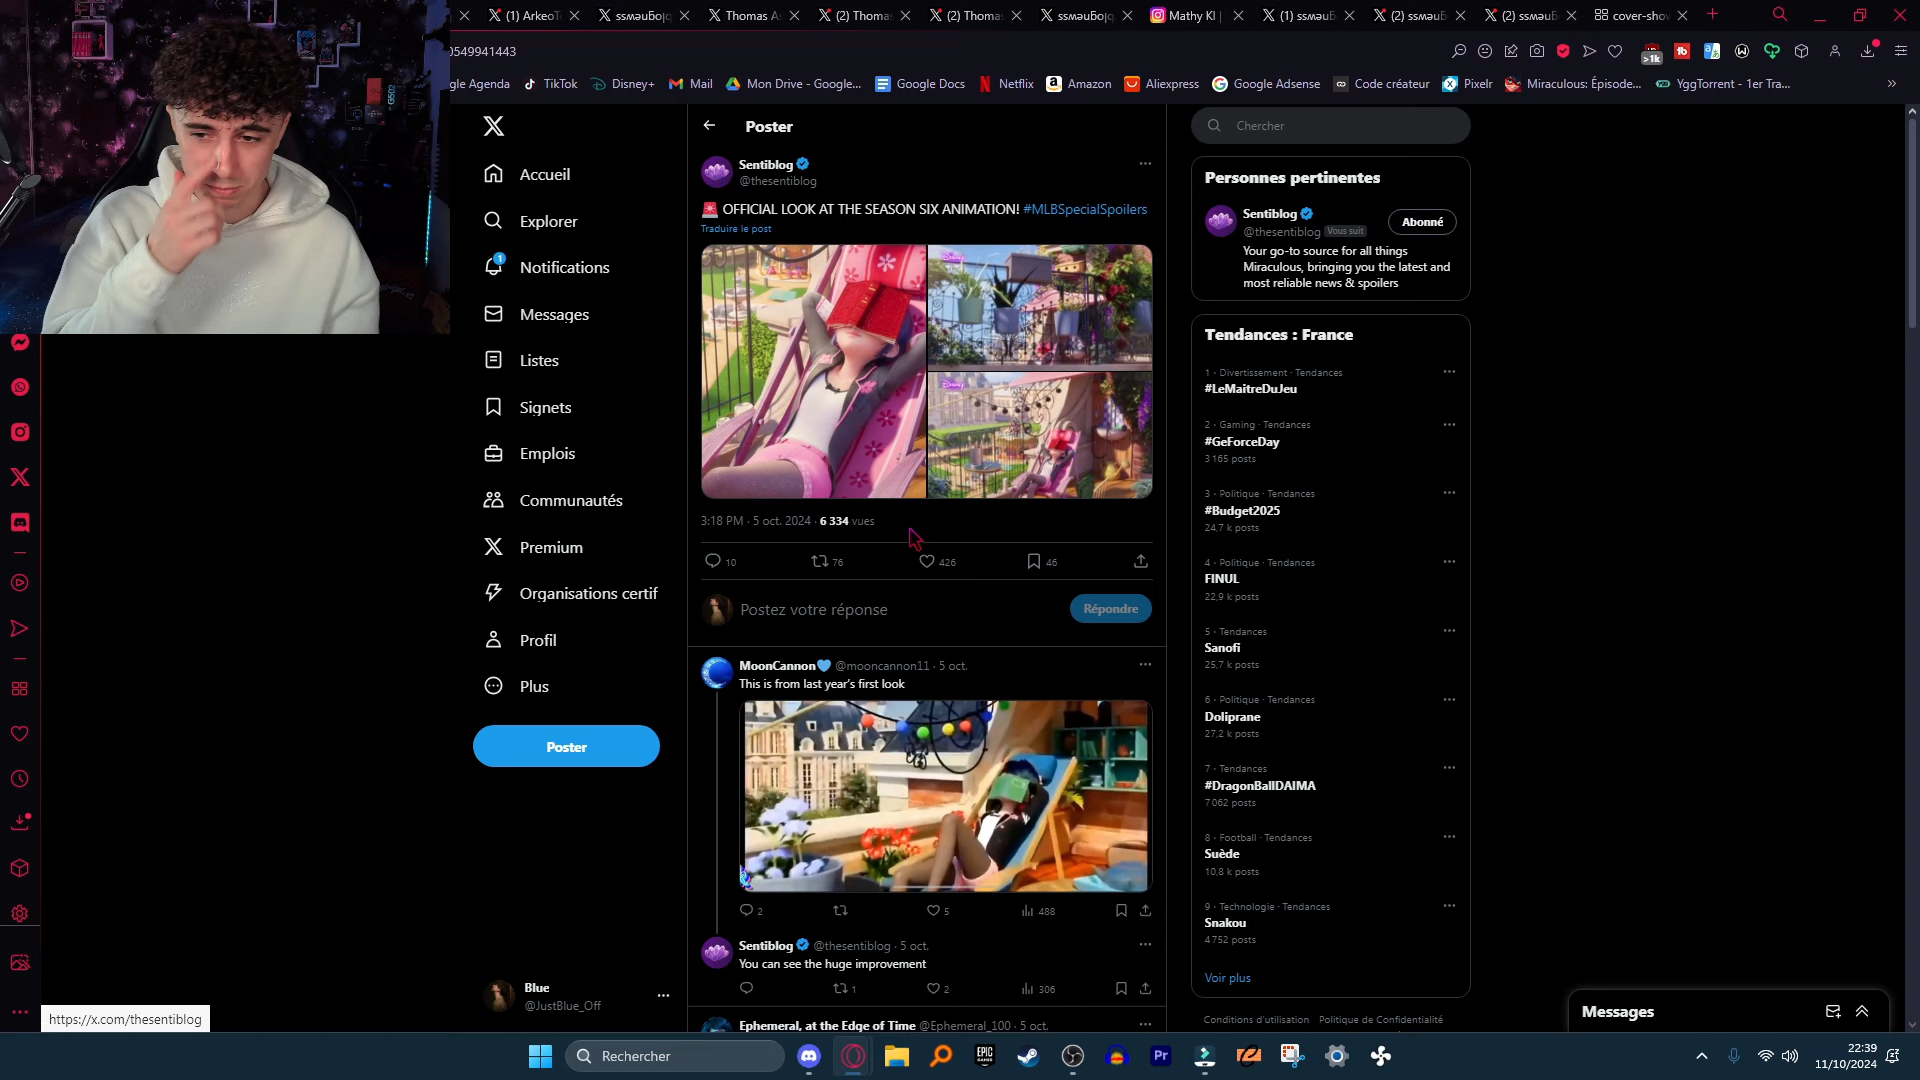 (1) ArkeoT
Thomas As
(2) Thoma:
(2) Thoma:
Mathy Kl |
cover-sho
0549941443
gle Agenda
TikTok
Disney+
Mail
Mon Drive - Google...
Google Docs
Netflix
Amazon
Aliexpress
Google Adsense
Code créateur
Pixelr
Miraculous: Épisode...
YggTorrent - 1er Tra...
>1k
Accueil
Explorer
1
Notifications
Messages
Listes
Signets
Emplois
Communautés
Premium
Organisations certif
Profil
Plus
Poster
Blue
@JustBlue_Off
https://x.com/thesentiblog
Poster
Sentiblog
@thesentiblog
OFFICIAL LOOK AT THE SEASON SIX ANIMATION! #MLBSpecialSpoilers
Traduire le post
3:18 PM · 5 oct. 2024 · 6 334 vues
10
76
426
46
Postez votre réponse
Répondre
MoonCannon @mooncannon11 · 5 oct.
This is from last year's first look
2
5
488
Sentiblog @thesentiblog · 5 oct.
You can see the huge improvement
1
2
306
Ephemeral, at the Edge of Time @Ephemeral_100 · 5 oct.
Chercher
Personnes pertinentes
Sentiblog
@thesentiblog Vous suit
Abonné
Your go-to source for all things
Miraculous, bringing you the latest and
most reliable news & spoilers
Tendances : France
1 · Divertissement · Tendances
#LeMaitreDuJeu
2 · Gaming · Tendances
#GeForceDay
3 165 posts
3 · Politique · Tendances
#Budget2025
24,7 k posts
4 · Politique · Tendances
FINUL
22,9 k posts
5 · Tendances
Sanofi
25,7 k posts
6 · Politique · Tendances
Doliprane
27,2 k posts
7 · Tendances
#DragonBallDAIMA
7 062 posts
8 · Football · Tendances
Suède
10,8 k posts
9 · Technologie · Tendances
Snakou
4 752 posts
Voir plus
Conditions d'utilisation Politique de Confidentialité
Messages
Rechercher
EPIC
GAMES
Pr
22:39
11/10/2024